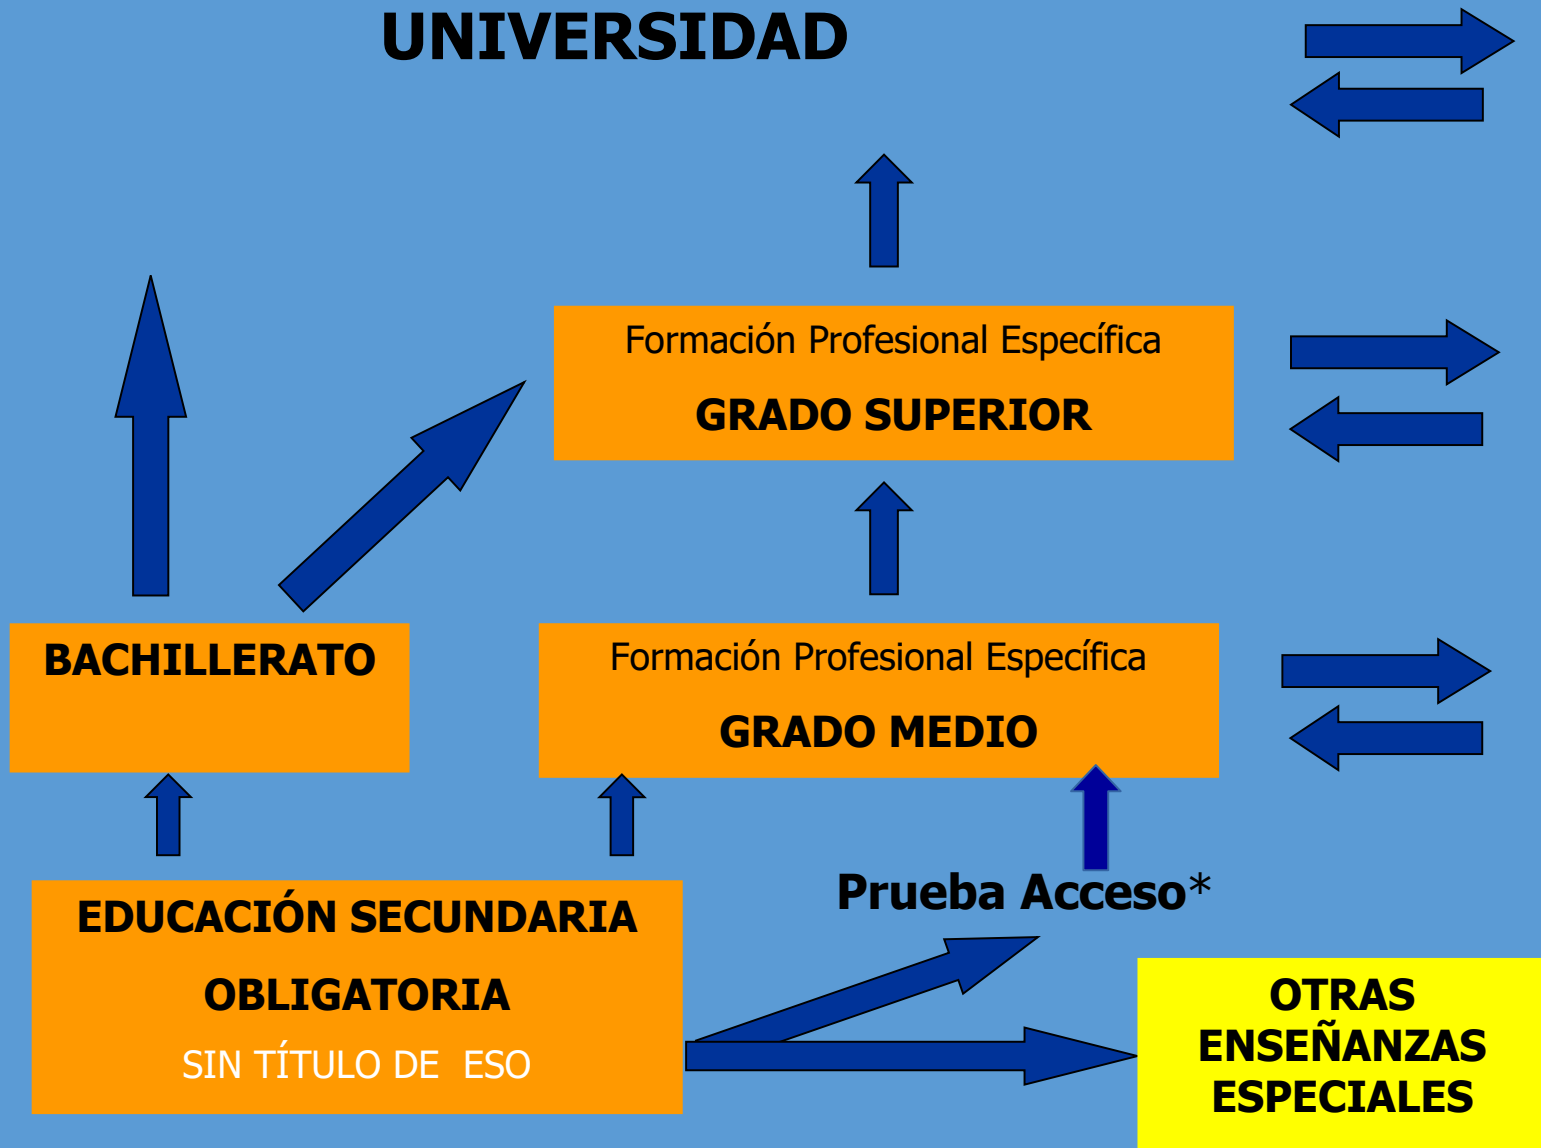 UNIVERSIDAD
Formación Profesional Específica
GRADO SUPERIOR
BACHILLERATO
Formación Profesional Específica
GRADO MEDIO
Prueba Acceso*
EDUCACIÓN SECUNDARIA
OBLIGATORIA
SIN TÍTULO DE ESO
OTRAS
ENSEÑANZAS
ESPECIALES